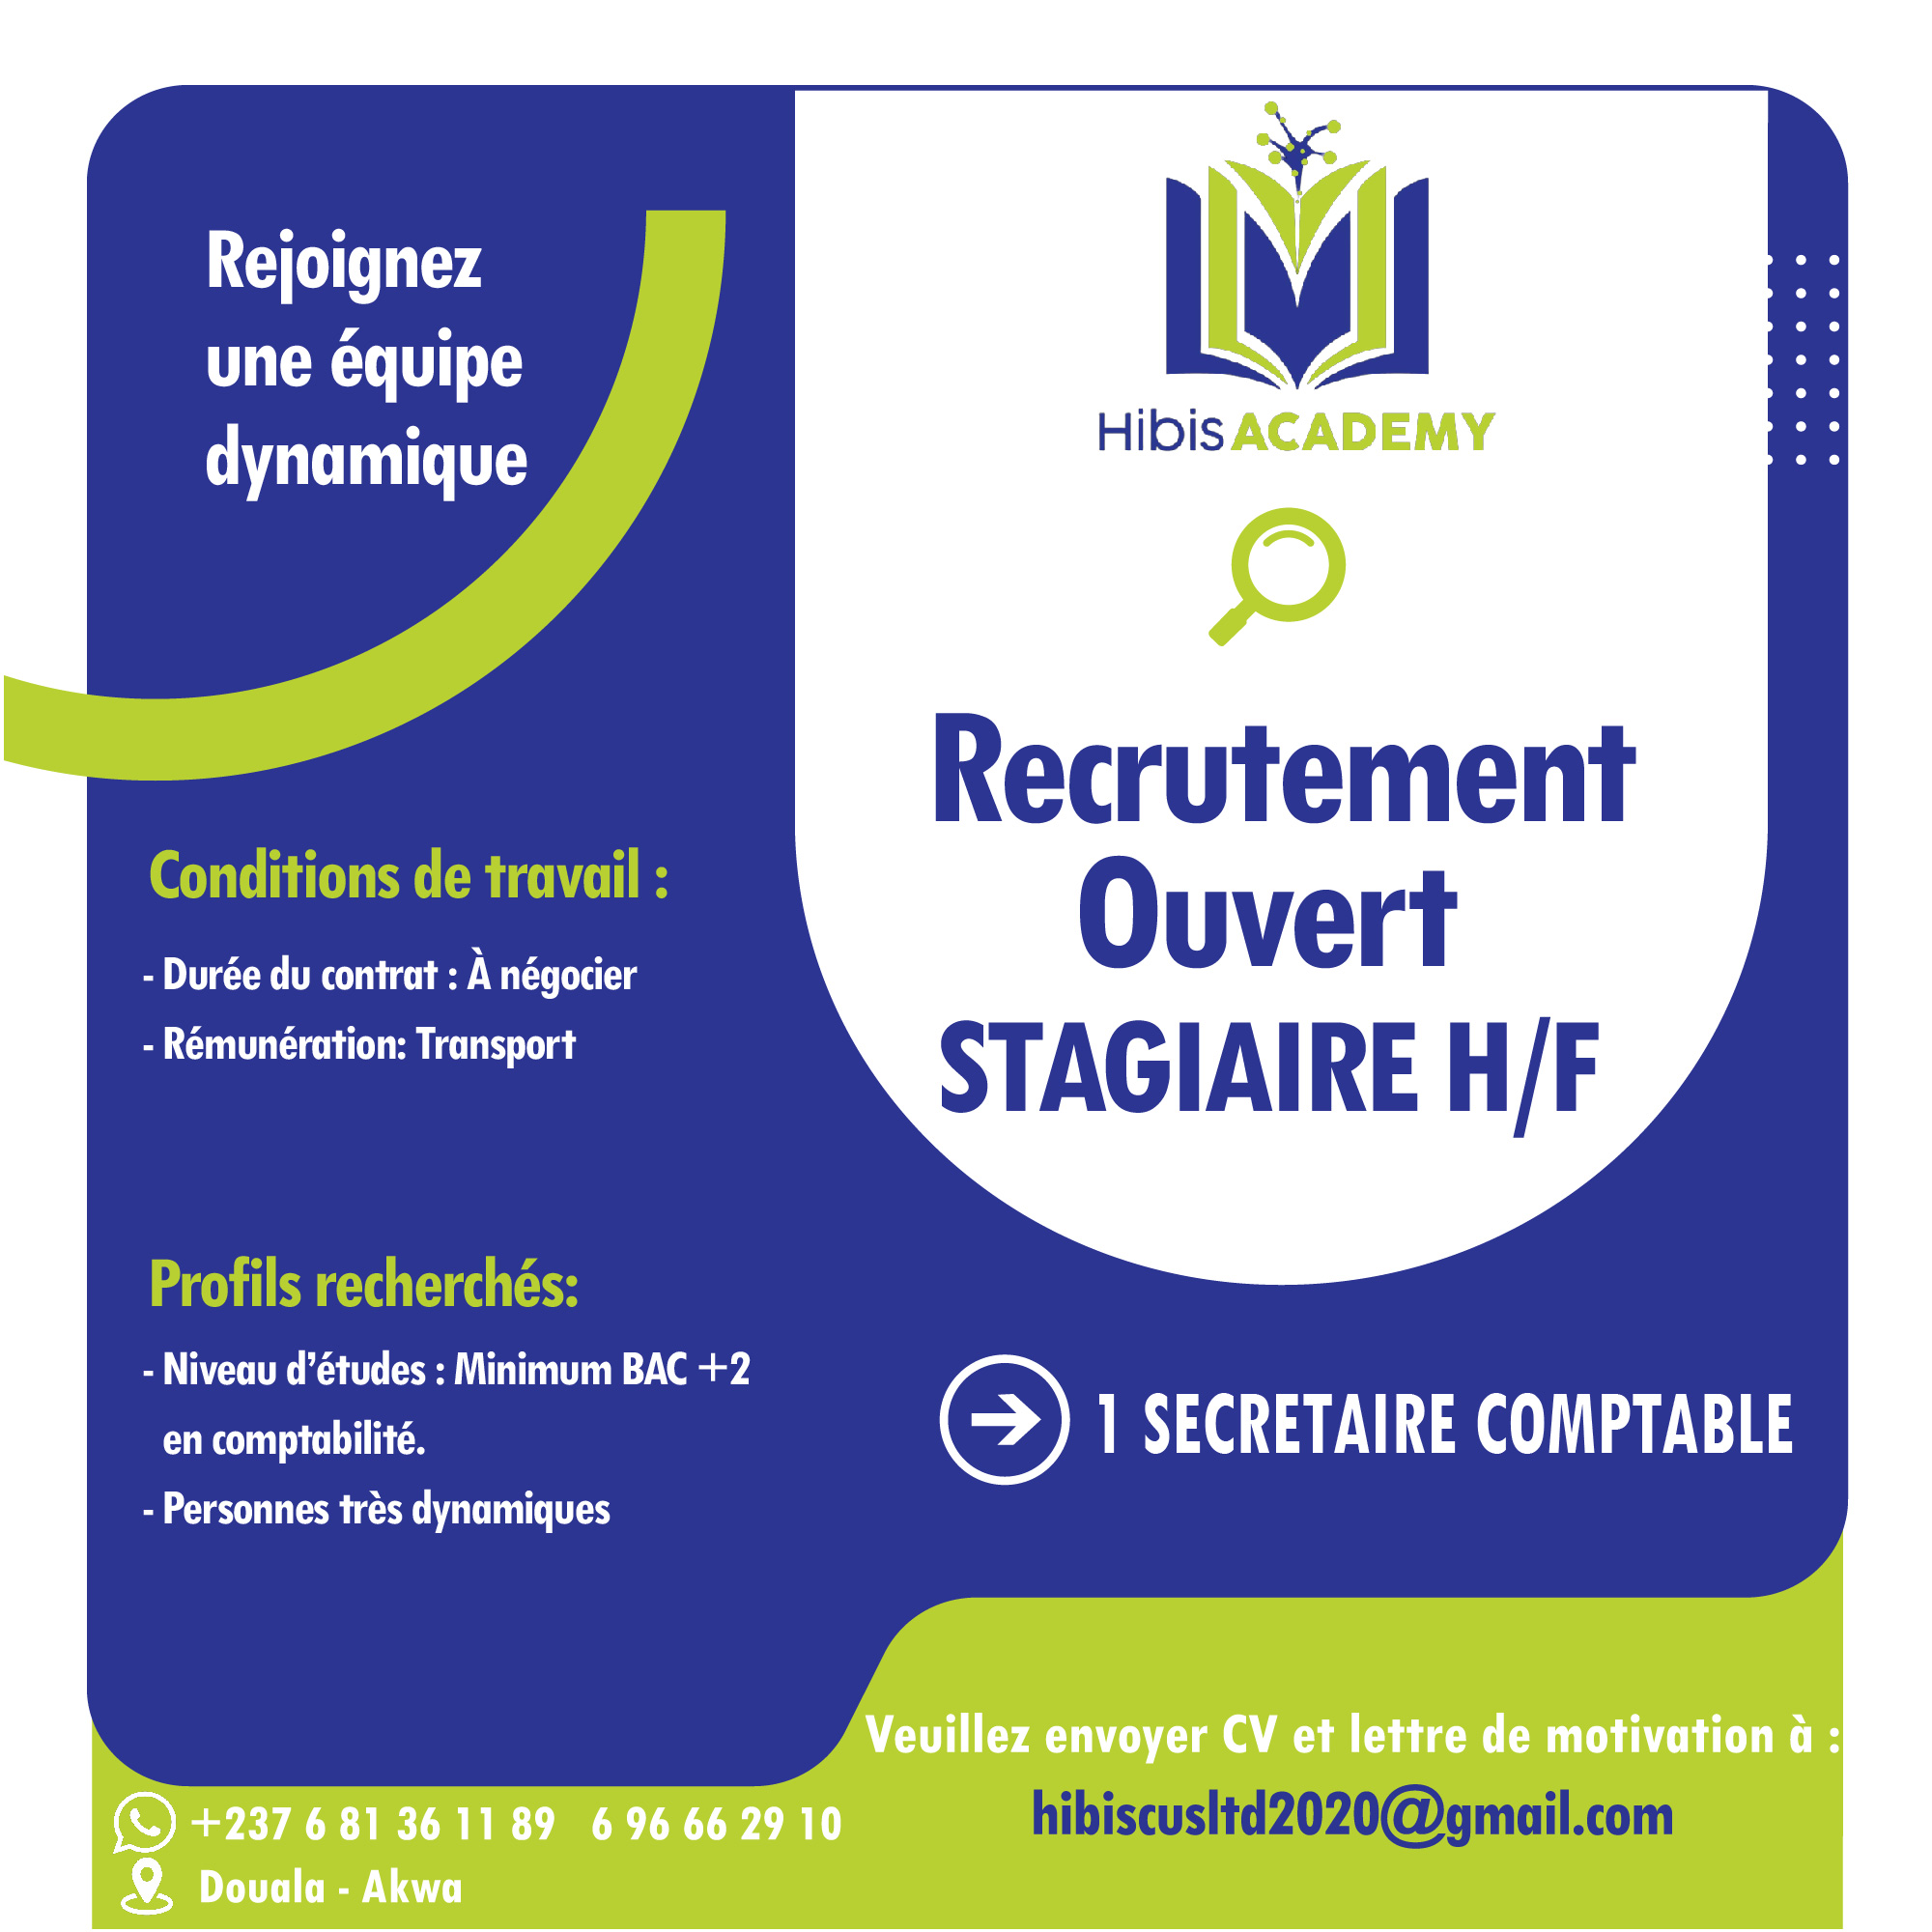 Rejoignez
une équipe
dynamique
Hibis ACADEMY
Recrutement
Ouvert
STAGIAIRE H/F
Conditions de travail :
- Durée du contrat : À négocier
- Rémunération: Transport
Profils recherchés:
- Niveau d’études : Minimum BAC +2
en comptabilité.
- Personnes très dynamiques
1 SECRETAIRE COMPTABLE
Veuillez envoyer CV et lettre de motivation à :
hibiscusltd2020@gmail.com
+237 6 81 36 11 89 6 96 66 29 10
Douala - Akwa